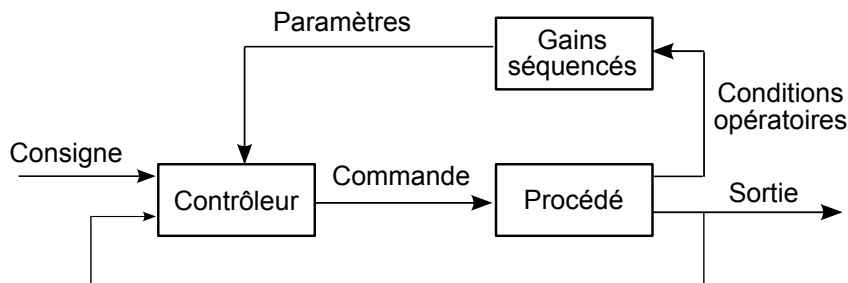 Paramètres
Gains
séquencés
Conditions
opératoires
Consigne
Contrôleur
Commande
Procédé
Sortie